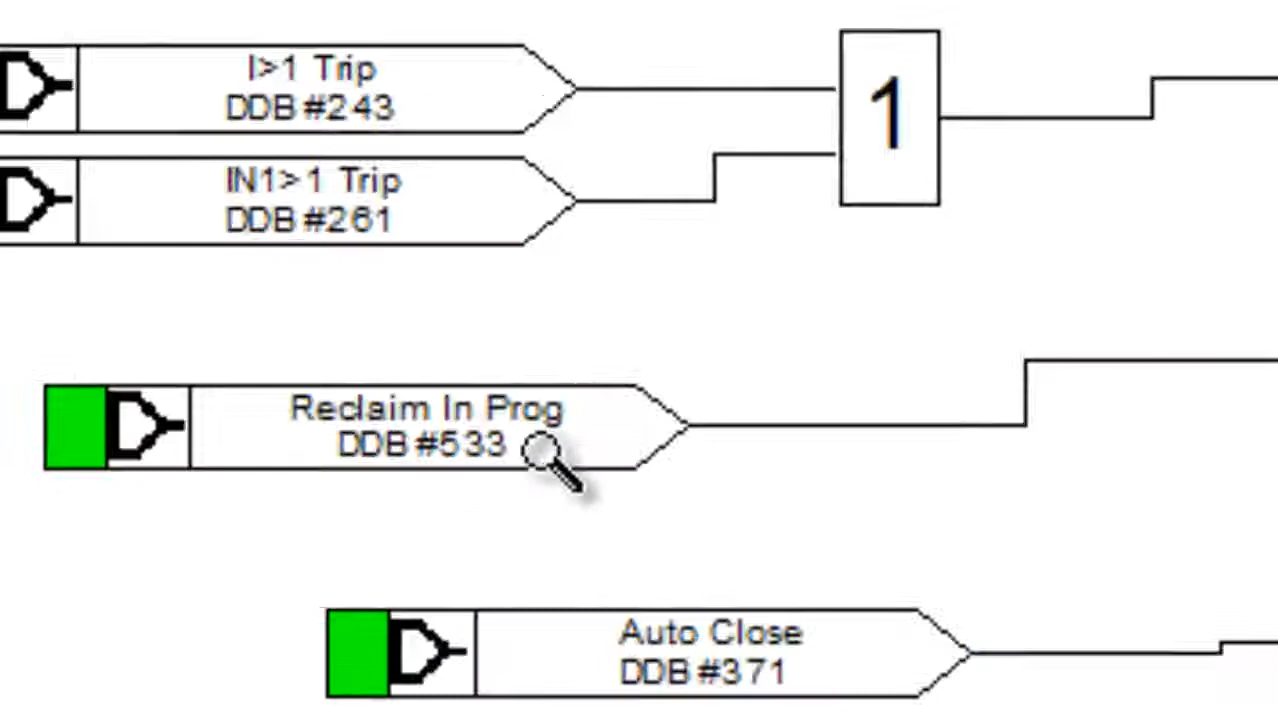 I>1 Trip
DDB #243
1
IN1>1 Trip
DDB #261
Reclaim In Prog
DDB #533
Auto Close
DDB #371